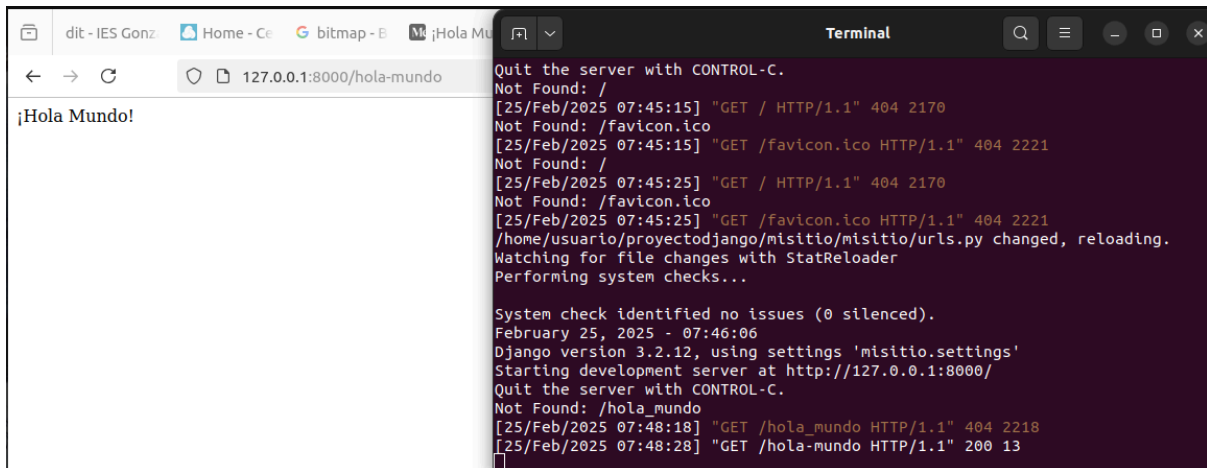 dit - IES Gonz
Home - Ce
bitmap - B
¡Hola Mu
127.0.0.1:8000/hola-mundo
¡Hola Mundo!
Terminal
Quit the server with CONTROL-C.
Not Found: /
[25/Feb/2025 07:45:15] "GET / HTTP/1.1" 404 2170
Not Found: /favicon.ico
[25/Feb/2025 07:45:15] "GET /favicon.ico HTTP/1.1" 404 2221
Not Found: /
[25/Feb/2025 07:45:25] "GET / HTTP/1.1" 404 2170
Not Found: /favicon.ico
[25/Feb/2025 07:45:25] "GET /favicon.ico HTTP/1.1" 404 2221
/home/usuario/proyectodjango/misitio/misitio/urls.py changed, reloading.
Watching for file changes with StatReloader
Performing system checks...
System check identified no issues (0 silenced).
February 25, 2025 - 07:46:06
Django version 3.2.12, using settings 'misitio.settings'
Starting development server at http://127.0.0.1:8000/
Quit the server with CONTROL-C.
Not Found: /hola_mundo
[25/Feb/2025 07:48:18] "GET /hola_mundo HTTP/1.1" 404 2218
[25/Feb/2025 07:48:28] "GET /hola-mundo HTTP/1.1" 200 13